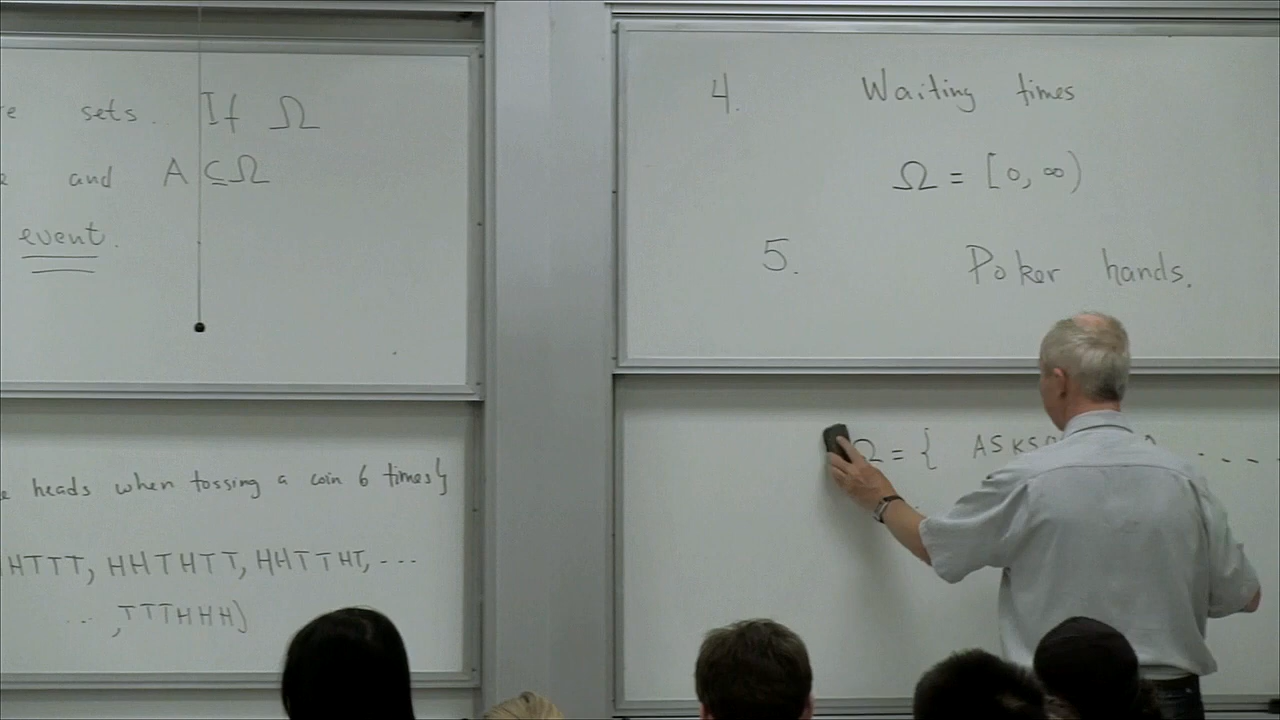 sets. If Ω
and A ⊆ Ω
event.
heads when tossing a coin 6 times}
HTTT, HHTHTT, HHTTHT, ...
... , TTTHHH}
4. Waiting times
Ω = [0, ∞)
5. Poker hands.
Ω = { ASKS ...